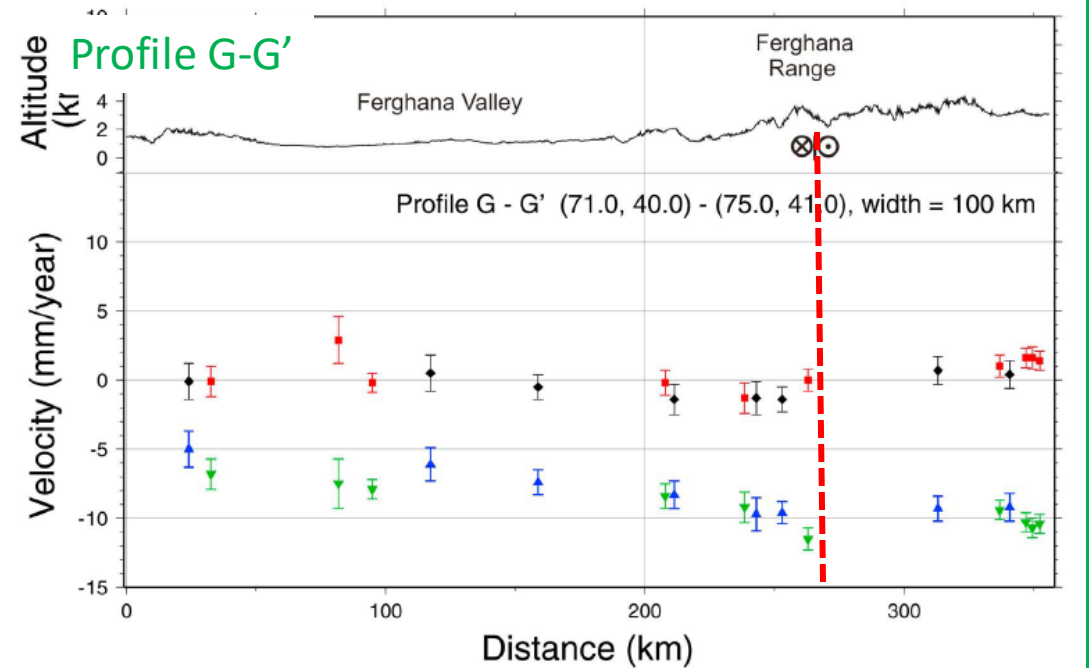 10
Profile G-G’
Altitude
4
2
0
Ferghana Valley
Ferghana
Range
Profile G - G’ (71.0, 40.0) - (75.0, 41.0), width = 100 km
Velocity (mm/year)
10
5
0
-5
-10
-15
0 100 200 300
Distance (km)